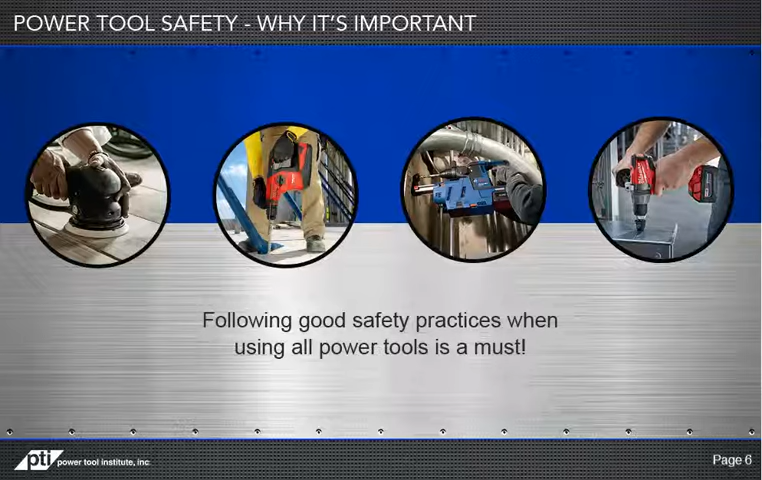 POWER TOOL SAFETY - WHY IT'S IMPORTANT
Following good safety practices when
using all power tools is a must!
pti power tool institute, inc
Page 6